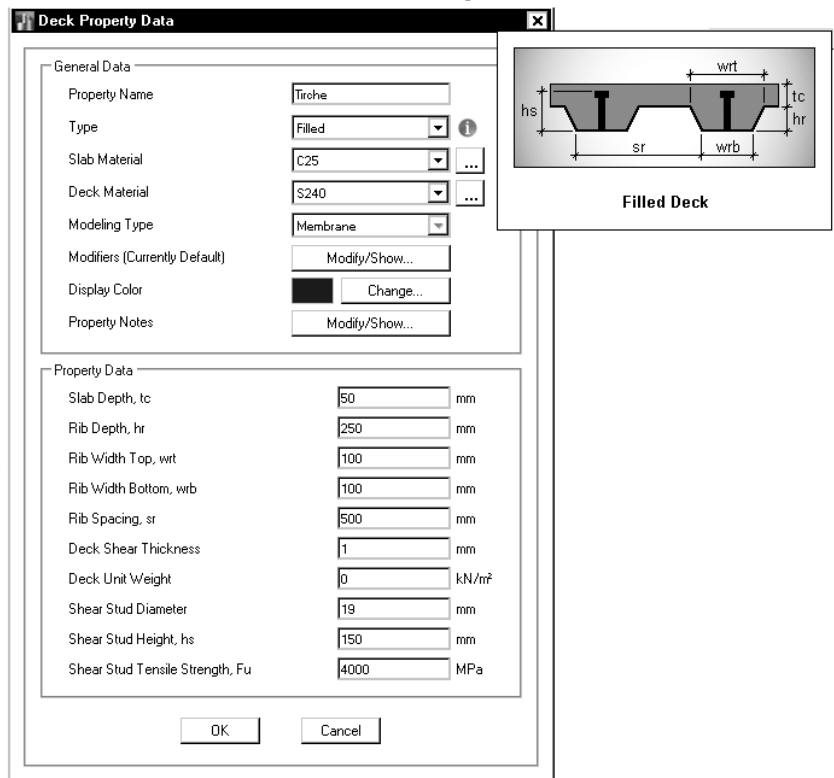 Deck Property Data
General Data
Property Name Tirche
Type Filled
Slab Material C25 ...
Deck Material S240 ...
Modeling Type Membrane
Modifiers (Currently Default) Modify/Show...
Display Color Change...
Property Notes Modify/Show...
Property Data
Slab Depth, tc 50 mm
Rib Depth, hr 250 mm
Rib Width Top, wrt 100 mm
Rib Width Bottom, wrb 100 mm
Rib Spacing, sr 500 mm
Deck Shear Thickness 1 mm
Deck Unit Weight 0 kN/m²
Shear Stud Diameter 19 mm
Shear Stud Height, hs 150 mm
Shear Stud Tensile Strength, Fu 4000 MPa
OK Cancel
wrt
tc
hs
hr
sr
wrb
Filled Deck